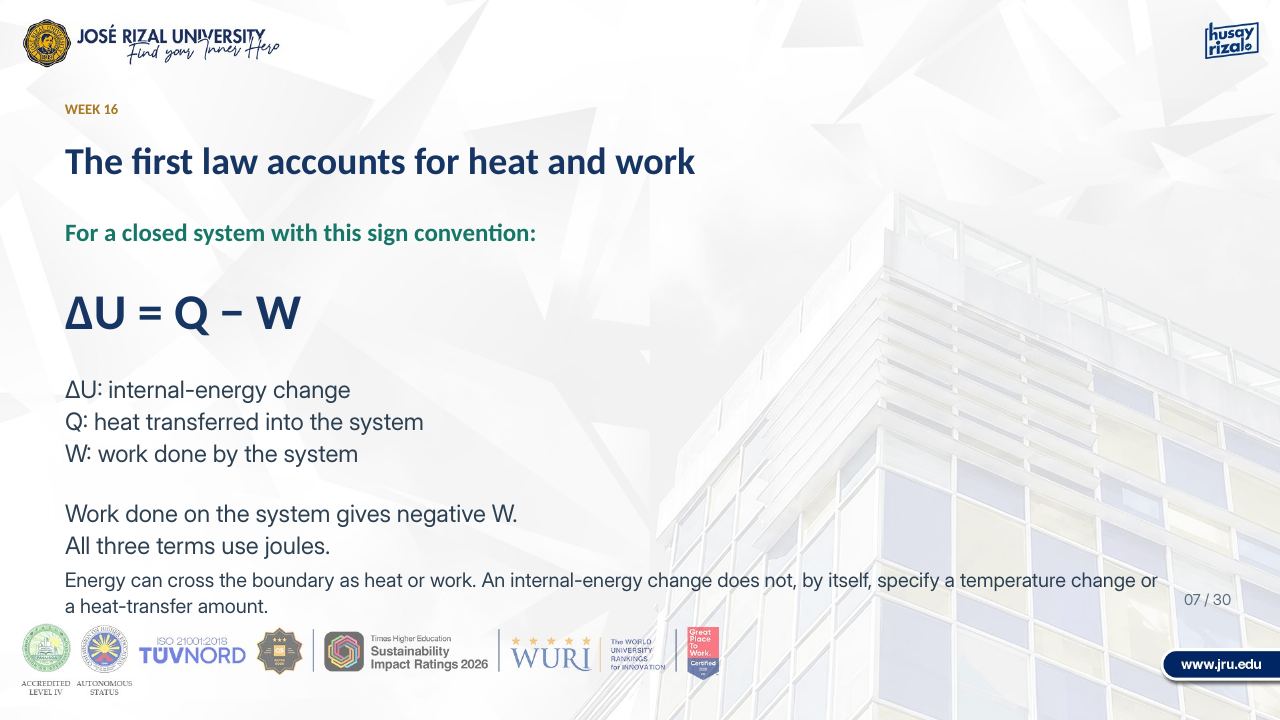 JOSÉ RIZAL UNIVERSITY
Find your Inner Hero
husay
rizal
WEEK 16
The first law accounts for heat and work
For a closed system with this sign convention:
ΔU = Q − W
ΔU: internal-energy change
Q: heat transferred into the system
W: work done by the system
Work done on the system gives negative W.
All three terms use joules.
Energy can cross the boundary as heat or work. An internal-energy change does not, by itself, specify a temperature change or
a heat-transfer amount.
07 / 30
ACCREDITED
LEVEL IV
AUTONOMOUS
STATUS
ISO 21001:2018
TÜVNORD
Times Higher Education
Sustainability
Impact Ratings 2026
WURI
The WORLD
UNIVERSITY
RANKINGS
for INNOVATION
Great
Place
To
Work.
Certified
www.jru.edu